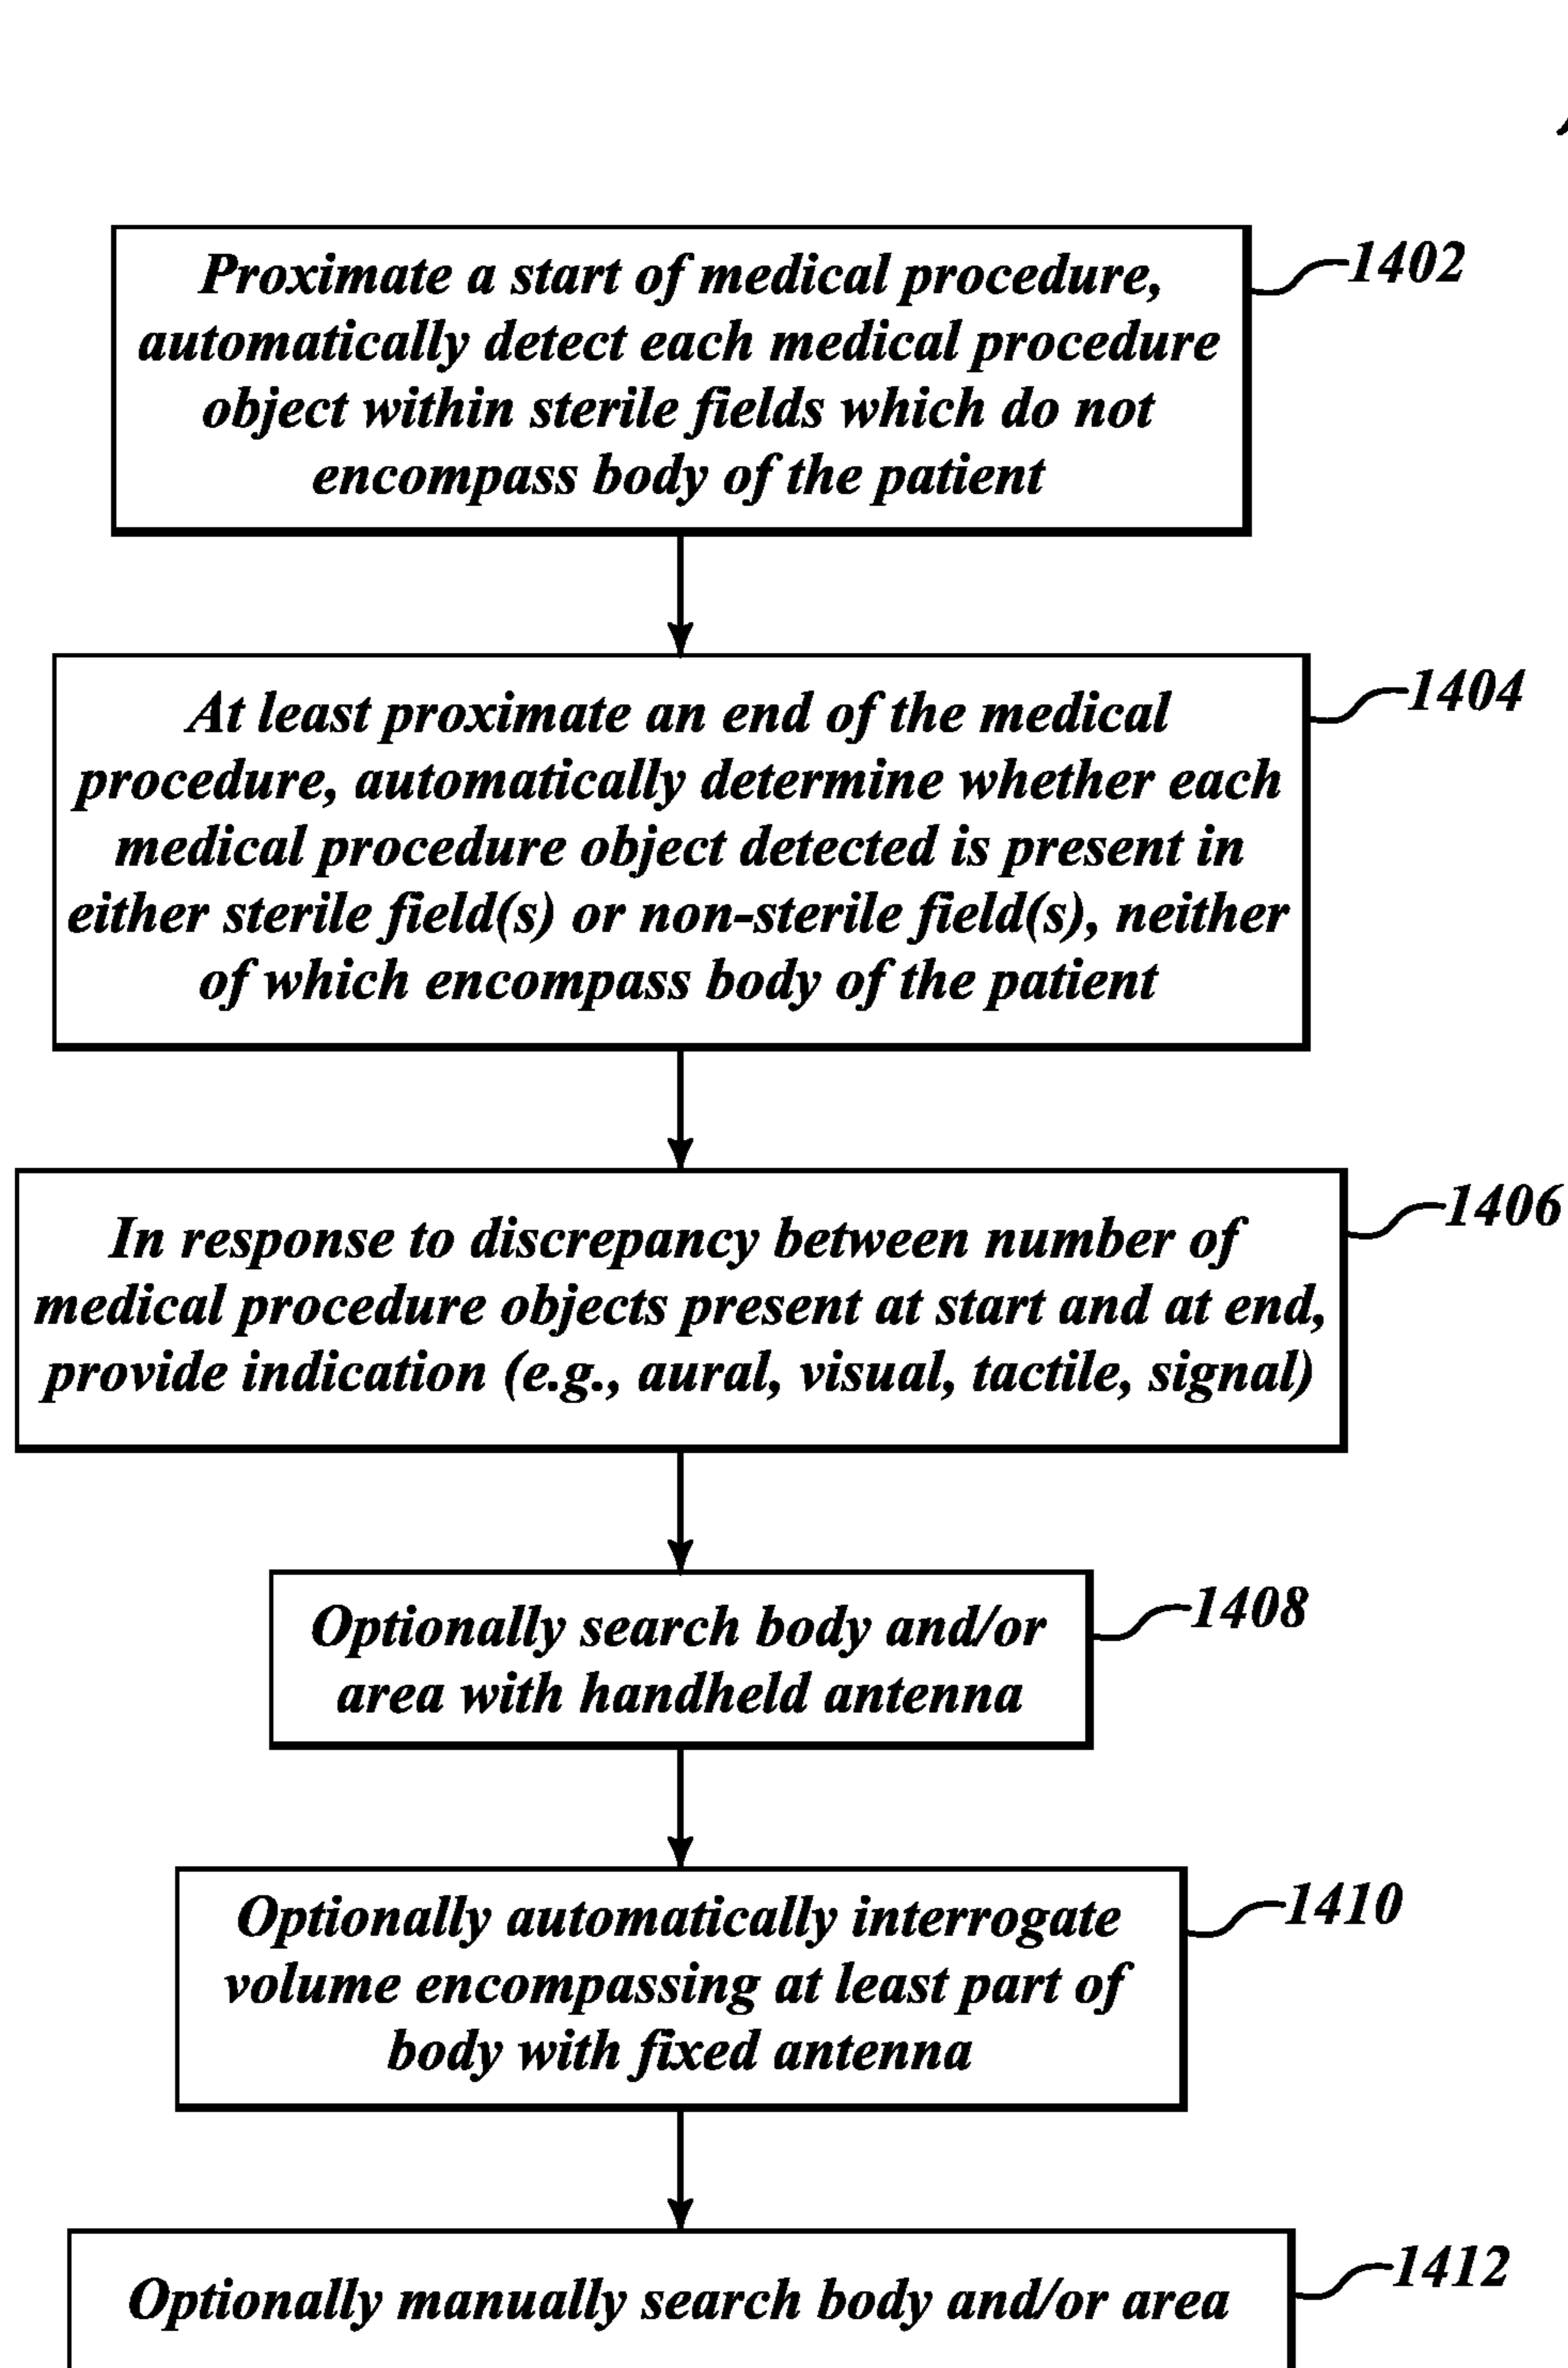 Proximate a start of medical procedure,
automatically detect each medical procedure
object within sterile fields which do not
encompass body of the patient
1402
At least proximate an end of the medical
procedure, automatically determine whether each
medical procedure object detected is present in
either sterile field(s) or non-sterile field(s), neither
of which encompass body of the patient
1404
In response to discrepancy between number of
medical procedure objects present at start and at end,
provide indication (e.g., aural, visual, tactile, signal)
1406
Optionally search body and/or
area with handheld antenna
1408
Optionally automatically interrogate
volume encompassing at least part of
body with fixed antenna
1410
Optionally manually search body and/or area
1412